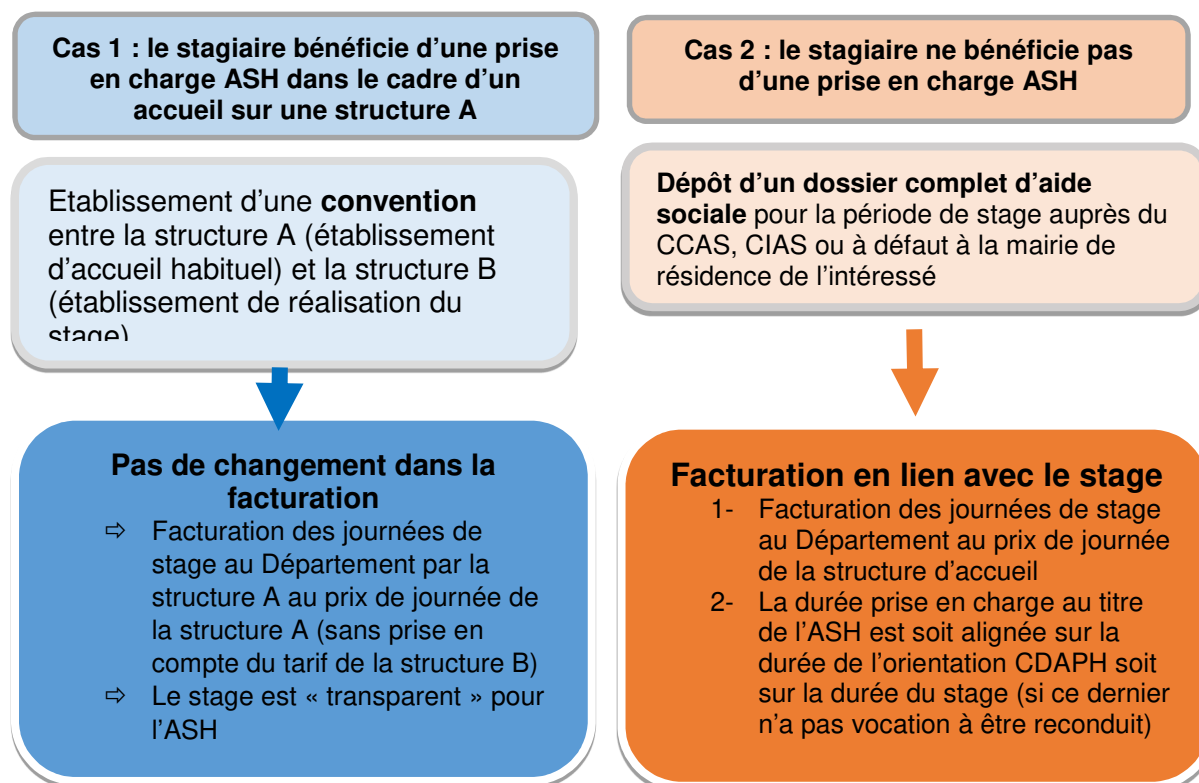 Cas 1 : le stagiaire bénéficie d’une prise
en charge ASH dans le cadre d’un
accueil sur une structure A
Etablissement d’une convention
entre la structure A (établissement
d’accueil habituel) et la structure B
(établissement de réalisation du
stage)
Pas de changement dans la
facturation
⇨ Facturation des journées de
stage au Département par la
structure A au prix de journée de
la structure A (sans prise en
compte du tarif de la structure B)
⇨ Le stage est « transparent » pour
l’ASH
Cas 2 : le stagiaire ne bénéficie pas
d’une prise en charge ASH
Dépôt d’un dossier complet d’aide
sociale pour la période de stage auprès du
CCAS, CIAS ou à défaut à la mairie de
résidence de l’intéressé
Facturation en lien avec le stage
1- Facturation des journées de stage
au Département au prix de journée
de la structure d’accueil
2- La durée prise en charge au titre
de l’ASH est soit alignée sur la
durée de l’orientation CDAPH soit
sur la durée du stage (si ce dernier
n’a pas vocation à être reconduit)